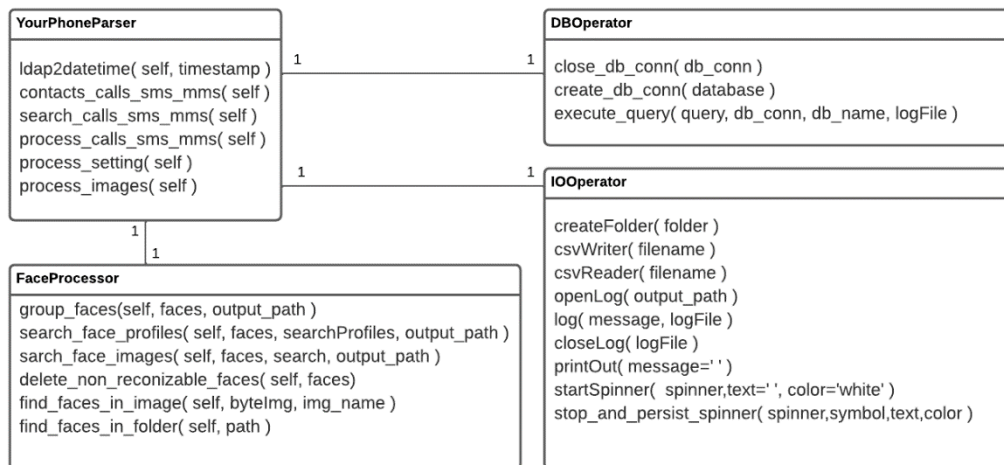 YourPhoneParser
ldap2datetime( self, timestamp )
contacts_calls_sms_mms( self )
search_calls_sms_mms( self )
process_calls_sms_mms( self )
process_setting( self )
process_images( self )
1
1
DBOperator
close_db_conn( db_conn )
create_db_conn( database )
execute_query( query, db_conn, db_name, logFile )
1
1
IOOperator
createFolder( folder )
csvWriter( filename )
csvReader( filename )
openLog( output_path )
log( message, logFile )
closeLog( logFile )
printOut( message=' ' )
startSpinner(  spinner,text=' ', color='white' )
stop_and_persist_spinner( spinner,symbol,text,color )
1
1
FaceProcessor
group_faces(self, faces, output_path )
search_face_profiles( self, faces, searchProfiles, output_path )
sarch_face_images( self, faces, search, output_path )
delete_non_reconizable_faces( self, faces)
find_faces_in_image( self, byteImg, img_name )
find_faces_in_folder( self, path )